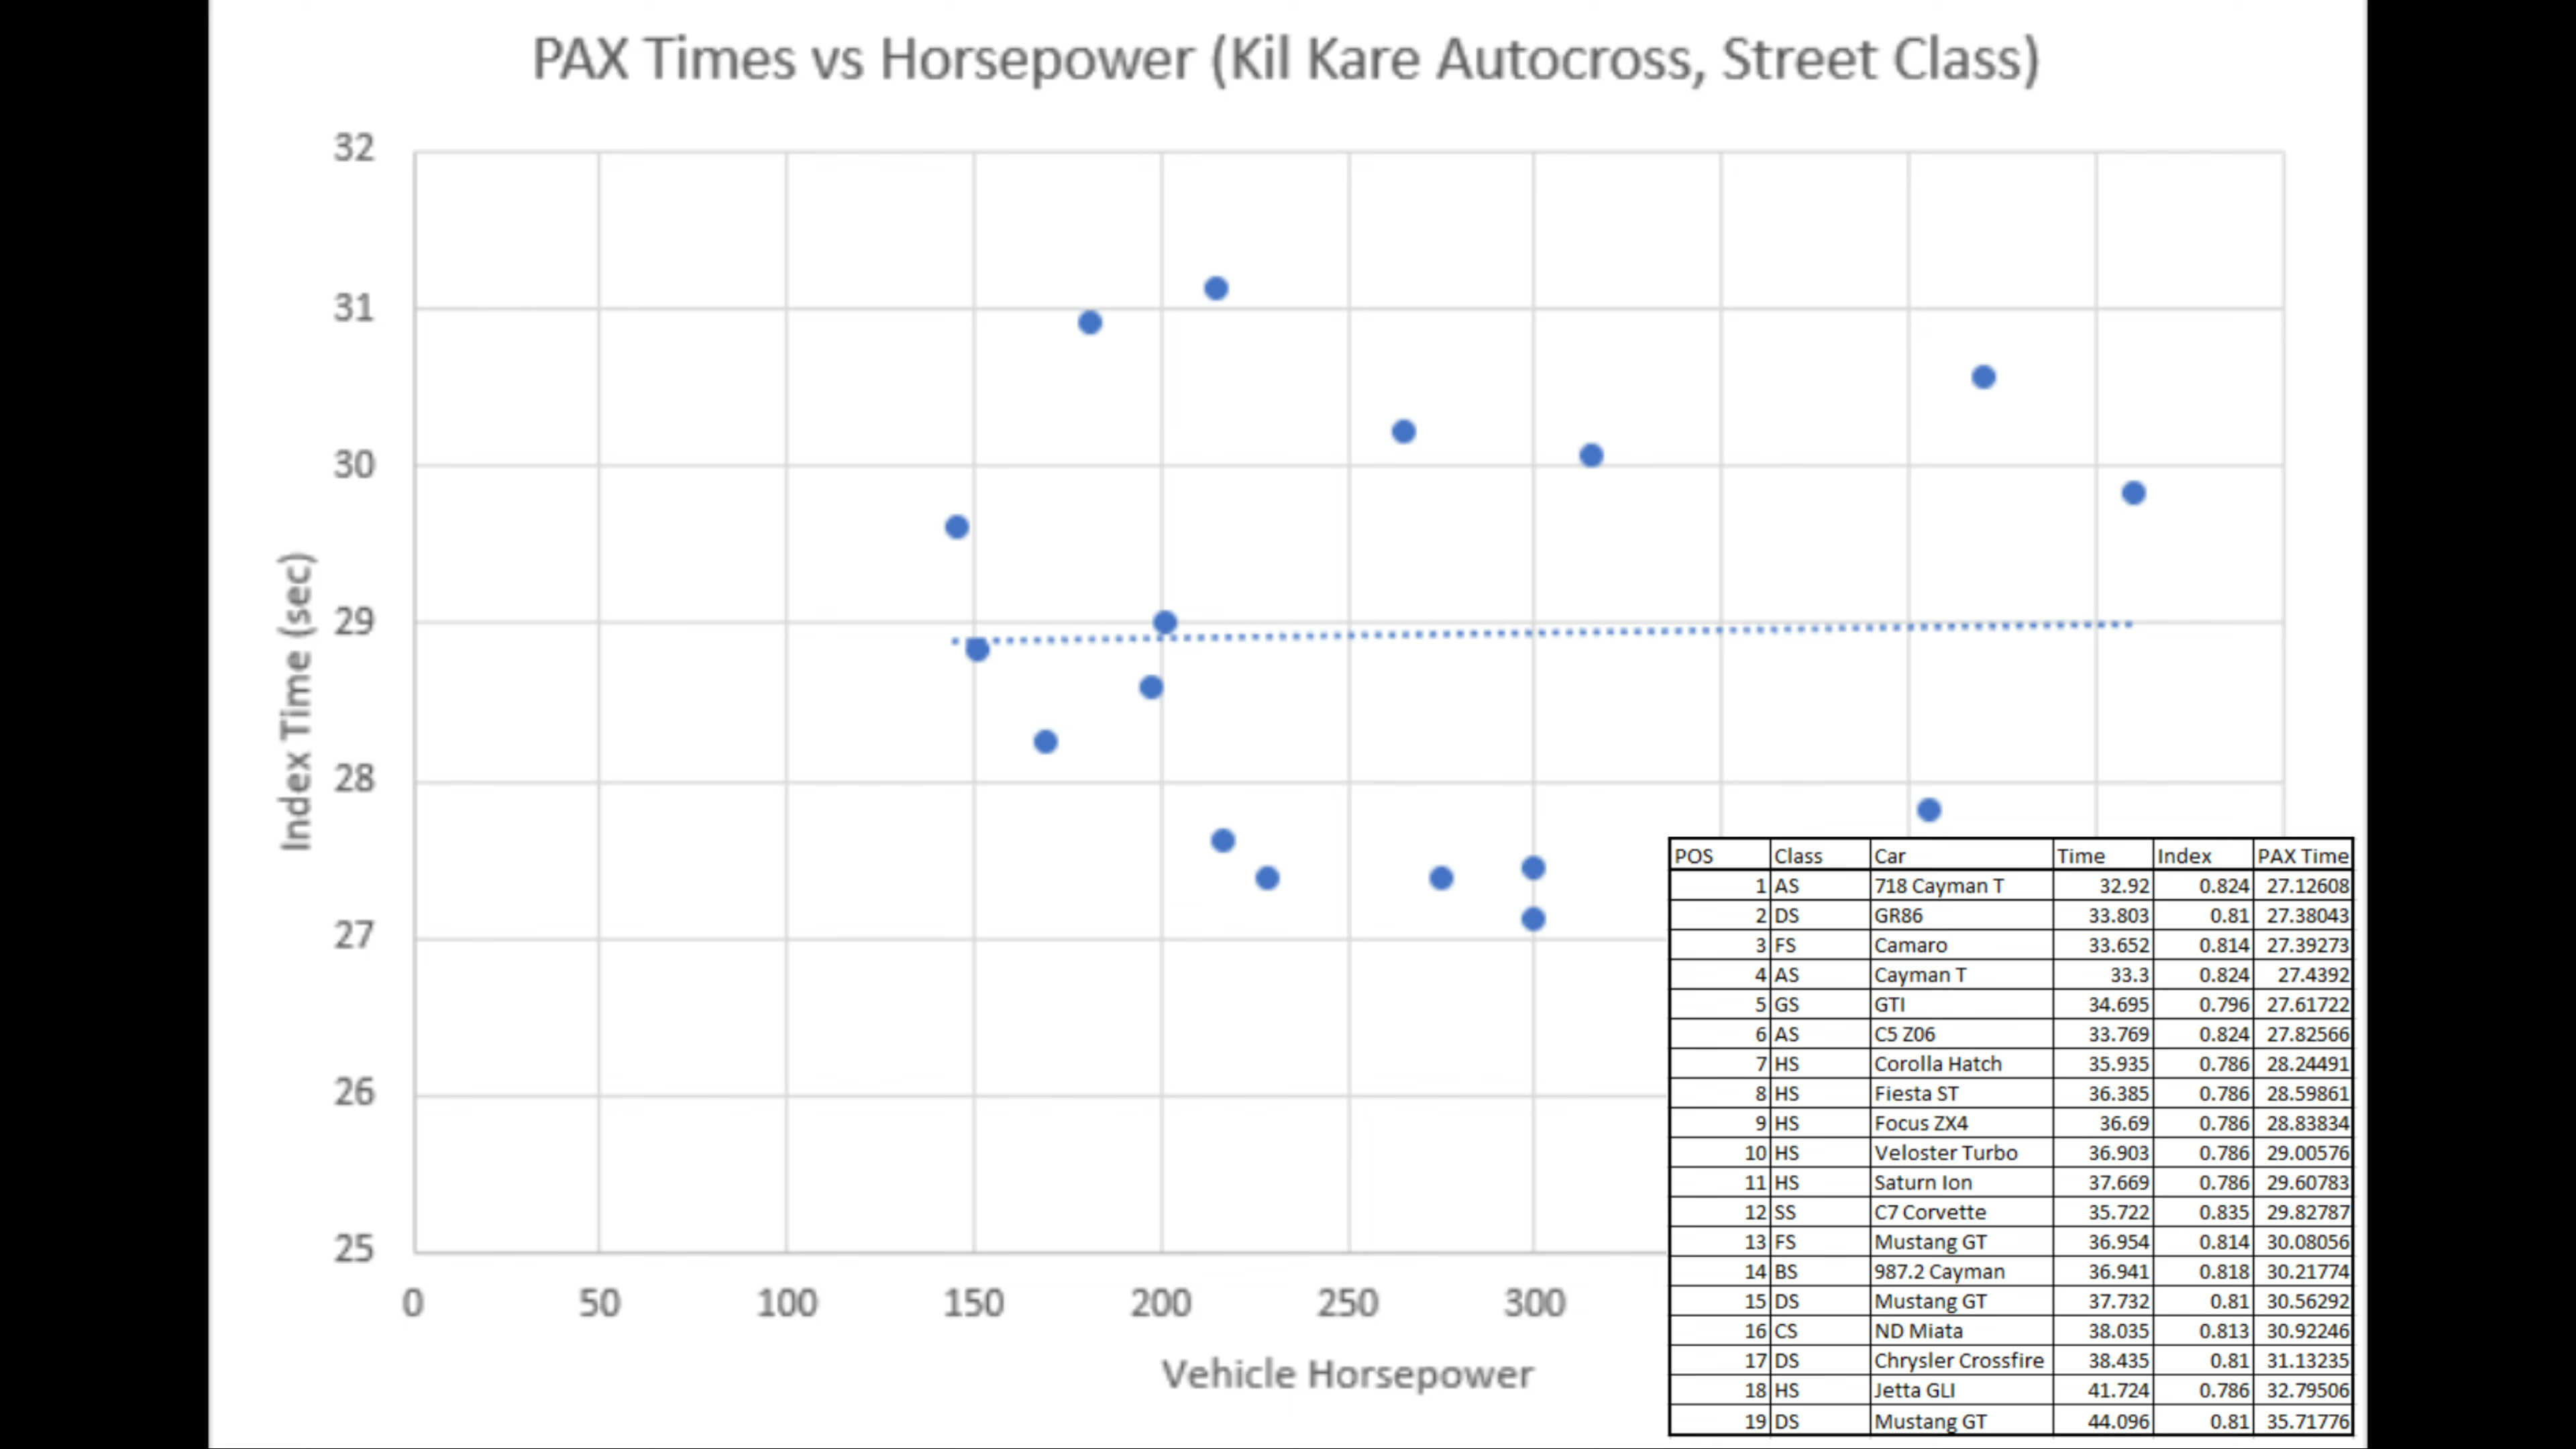 PAX Times vs Horsepower (Kil Kare Autocross, Street Class)
32
31
30
29
28
27
26
25
Index Time (sec)
0 50 100 150 200 250 300
Vehicle Horsepower
POS Class Car Time Index PAX Time
1 AS 718 Cayman T 32.92 0.824 27.12608
2 DS GR86 33.803 0.81 27.38043
3 FS Camaro 33.652 0.814 27.39273
4 AS Cayman T 33.3 0.824 27.4392
5 GS GTI 34.695 0.796 27.61722
6 AS C5 Z06 33.769 0.824 27.82566
7 HS Corolla Hatch 35.935 0.786 28.24491
8 HS Fiesta ST 36.385 0.786 28.59861
9 HS Focus ZX4 36.69 0.786 28.83834
10 HS Veloster Turbo 36.903 0.786 29.00576
11 HS Saturn Ion 37.669 0.786 29.60783
12 SS C7 Corvette 35.722 0.835 29.82787
13 FS Mustang GT 36.954 0.814 30.08056
14 BS 987.2 Cayman 36.941 0.818 30.21774
15 DS Mustang GT 37.732 0.81 30.56292
16 CS ND Miata 38.035 0.813 30.92246
17 DS Chrysler Crossfire 38.435 0.81 31.13235
18 HS Jetta GLI 41.724 0.786 32.79506
19 DS Mustang GT 44.096 0.81 35.71776